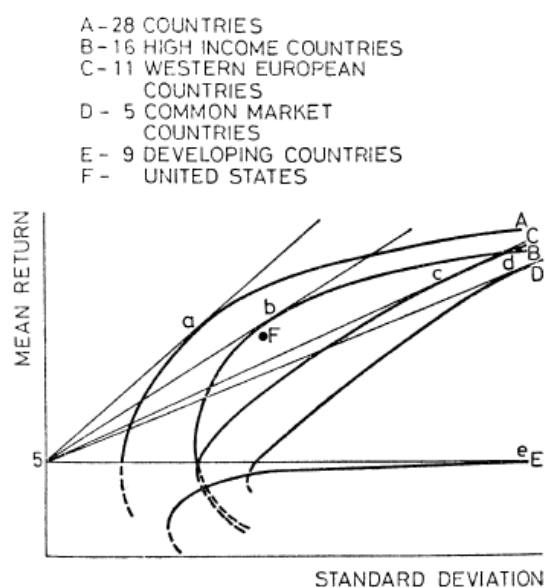 A-28 COUNTRIES
B-16 HIGH INCOME COUNTRIES
C-11 WESTERN EUROPEAN
COUNTRIES
D- 5 COMMON MARKET
COUNTRIES
E- 9 DEVELOPING COUNTRIES
F- UNITED STATES
MEAN RETURN
A
C
B
D
a
b
c
d
F
5
e
E
STANDARD DEVIATION